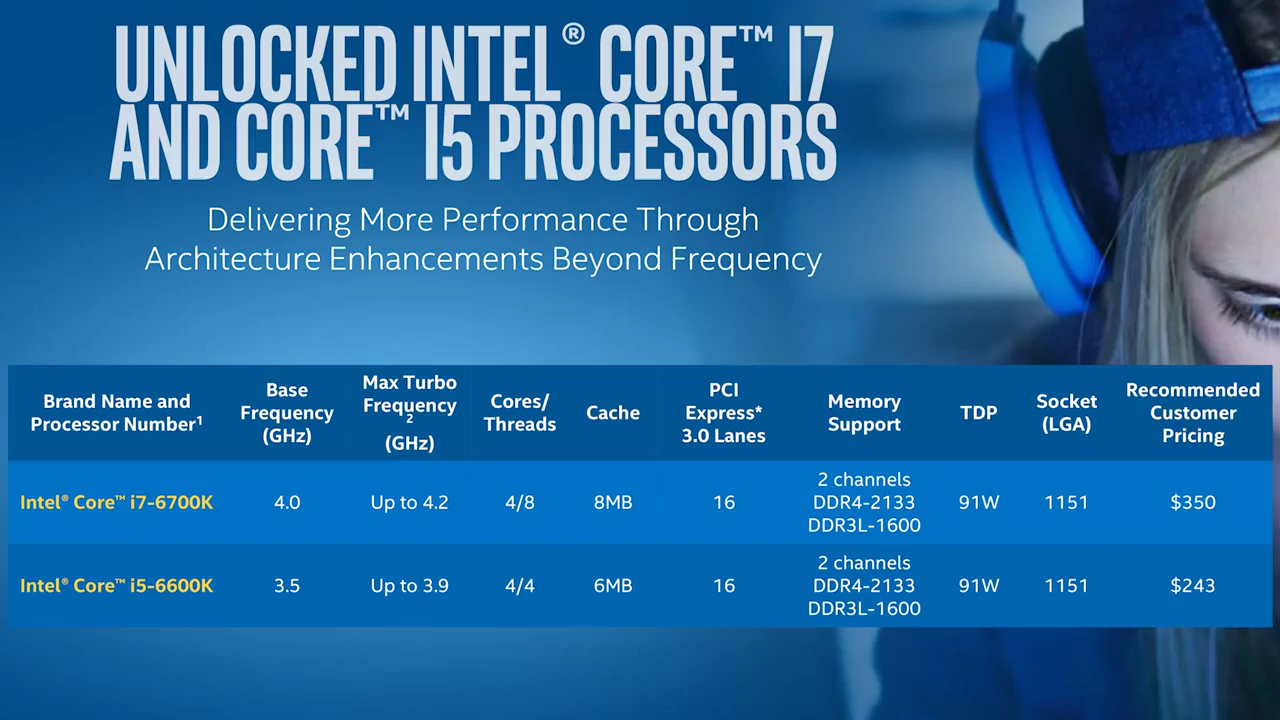 UNLOCKED INTEL® CORE™ I7
AND CORE™ I5 PROCESSORS
Delivering More Performance Through
Architecture Enhancements Beyond Frequency
Brand Name and Processor Number¹ Base Frequency (GHz) Max Turbo Frequency ² (GHz) Cores/ Threads Cache PCI Express* 3.0 Lanes Memory Support TDP Socket (LGA) Recommended Customer Pricing
Intel® Core™ i7-6700K 4.0 Up to 4.2 4/8 8MB 16 2 channels DDR4-2133 DDR3L-1600 91W 1151 $350
Intel® Core™ i5-6600K 3.5 Up to 3.9 4/4 6MB 16 2 channels DDR4-2133 DDR3L-1600 91W 1151 $243